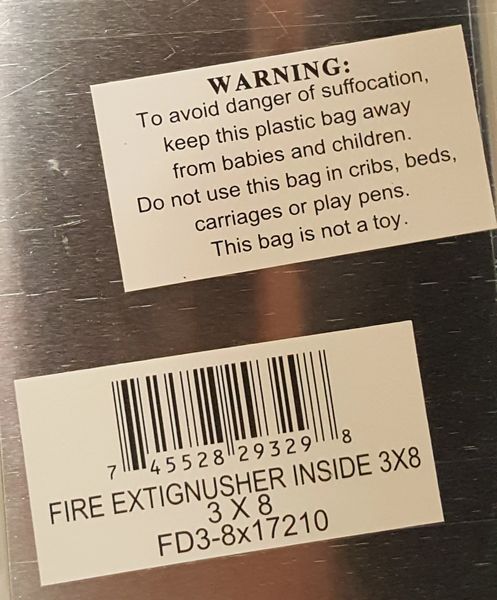 WARNING:
To avoid danger of suffocation,
keep this plastic bag away
from babies and children.
Do not use this bag in cribs, beds,
carriages or play pens.
This bag is not a toy.
7 45528 29329 8
FIRE EXTIGNUSHER INSIDE 3X8
3 X 8
FD3-8x17210